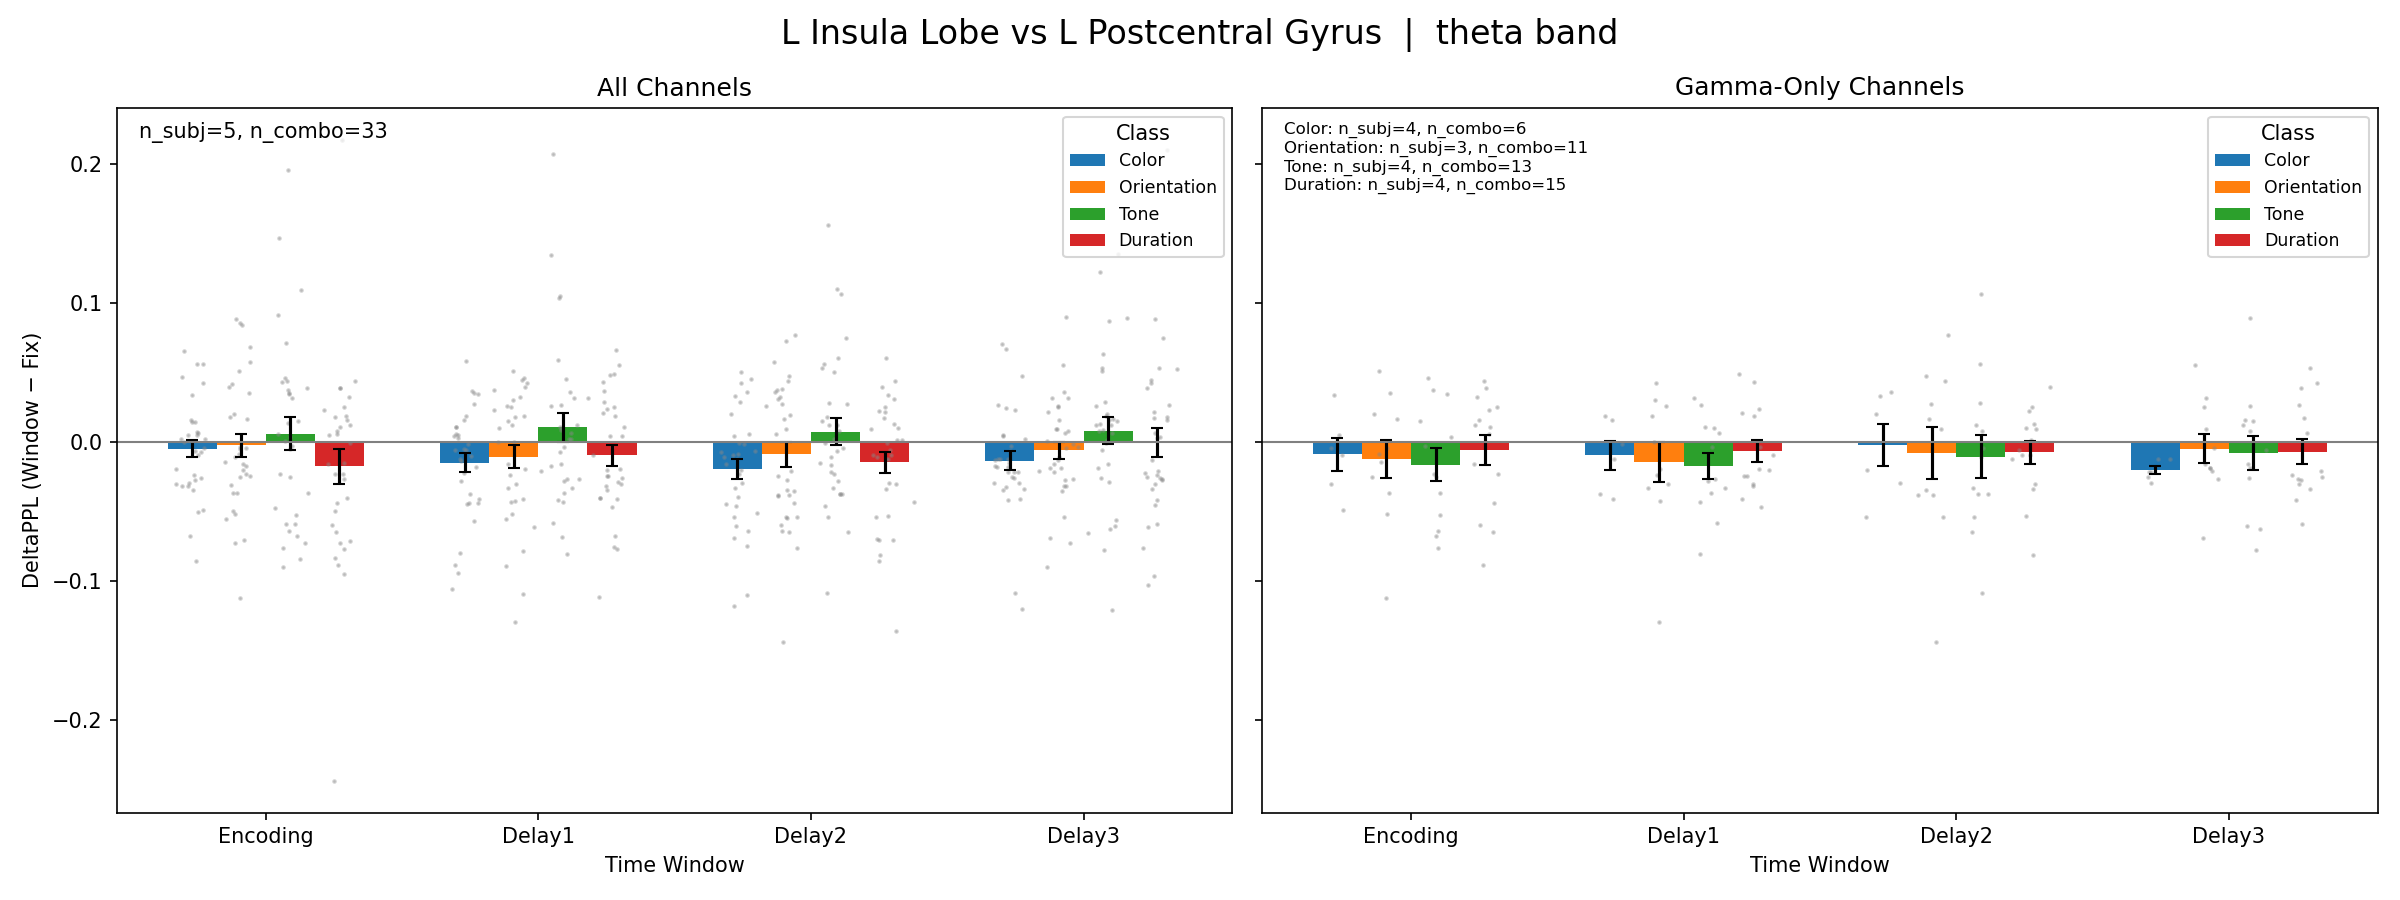 L Insula Lobe vs L Postcentral Gyrus | theta band
All Channels
n_subj=5, n_combo=33
Class
Color
Orientation
Tone
Duration
0.2
0.1
0.0
−0.1
−0.2
DeltaPPL (Window − Fix)
Encoding
Delay1
Delay2
Delay3
Time Window
Gamma-Only Channels
Color: n_subj=4, n_combo=6
Orientation: n_subj=3, n_combo=11
Tone: n_subj=4, n_combo=13
Duration: n_subj=4, n_combo=15
Class
Color
Orientation
Tone
Duration
Encoding
Delay1
Delay2
Delay3
Time Window